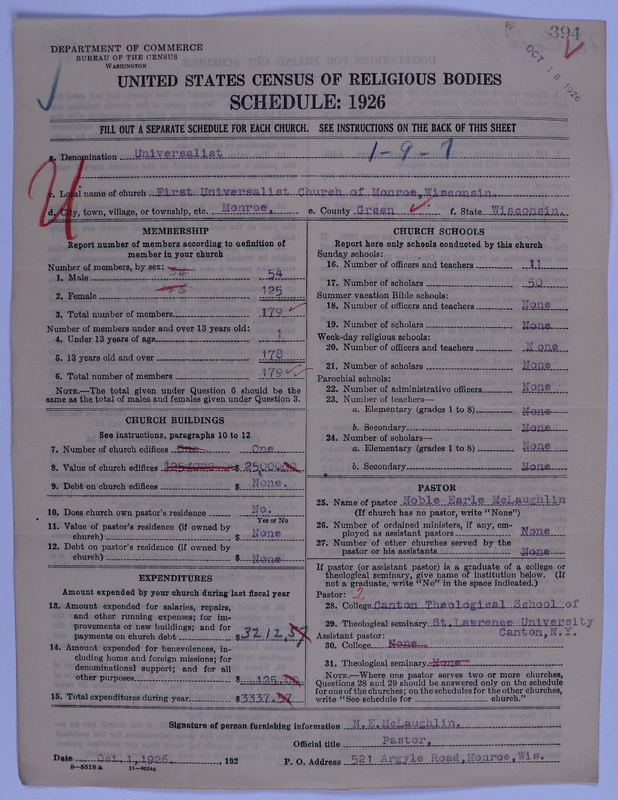 394
OCT 18 1926
DEPARTMENT OF COMMERCE
BUREAU OF THE CENSUS
WASHINGTON
UNITED STATES CENSUS OF RELIGIOUS BODIES
SCHEDULE: 1926
FILL OUT A SEPARATE SCHEDULE FOR EACH CHURCH. SEE INSTRUCTIONS ON THE BACK OF THIS SHEET
1-9-7
a. Denomination Universalist
c. Local name of church First Universalist Church of Monroe, Wisconsin.
d. City, town, village, or township, etc. Monroe, e. County Green f. State Wisconsin.
MEMBERSHIP
Report number of members according to definition of
member in your church
Number of members, by sex:
1. Male 54
2. Female 125
3. Total number of members 179
Number of members under and over 13 years old:
4. Under 13 years of age 1
5. 13 years old and over 178
6. Total number of members 179
NOTE.—The total given under Question 6 should be
same as the total of males and females given under Question 3.
CHURCH BUILDINGS
See instructions, paragraphs 10 to 12
7. Number of church edifices One
8. Value of church edifices $ 25000
9. Debt on church edifices $ None.
10. Does church own pastor's residence No.
Yes or No
11. Value of pastor's residence (if owned by
church) $ None
12. Debt on pastor's residence (if owned by
church) $ None
EXPENDITURES
Amount expended by your church during last fiscal year
13. Amount expended for salaries, repairs,
and other running expenses; for im-
provements or new buildings; and for
payments on church debt $ 3212.57
14. Amount expended for benevolences, in-
cluding home and foreign missions; for
denominational support; and for all
other purposes $ 125.00
15. Total expenditures during year $ 3337.57
CHURCH SCHOOLS
Report here only schools conducted by this church
Sunday schools:
16. Number of officers and teachers 11
17. Number of scholars 50
Summer vacation Bible schools:
18. Number of officers and teachers None
19. Number of scholars None
Week-day religious schools:
20. Number of officers and teachers None
21. Number of scholars None
Parochial schools:
22. Number of administrative officers None
23. Number of teachers—
a. Elementary (grades 1 to 8) None
b. Secondary None
24. Number of scholars—
a. Elementary (grades 1 to 8) None
b. Secondary None
PASTOR
25. Name of pastor Noble Earle McLaughlin
(If church has no pastor, write "None")
26. Number of ordained ministers, if any, em-
ployed as assistant pastors None
27. Number of other churches served by the
pastor or his assistants None
If pastor (or assistant pastor) is a graduate of a college or
theological seminary, give name of institution below. (If
not a graduate, write "No" in the space indicated.)
Pastor: 2
28. College Canton Theological School of
29. Theological seminary St. Lawrence University
Assistant pastor: Canton, N.Y.
30. College None
31. Theological seminary None
NOTE.—Where one pastor serves two or more churches,
Questions 28 and 29 should be answered only on the schedule
for one of the churches; on the schedules for the other churches,
write "See schedule for church."
Signature of person furnishing information N.E.McLaughlin.
Official title Pastor,
Date Oct.1,1926. , 192 P. O. Address 521 Argyle Road, Monroe, Wis.
8-5518 a 11-9054